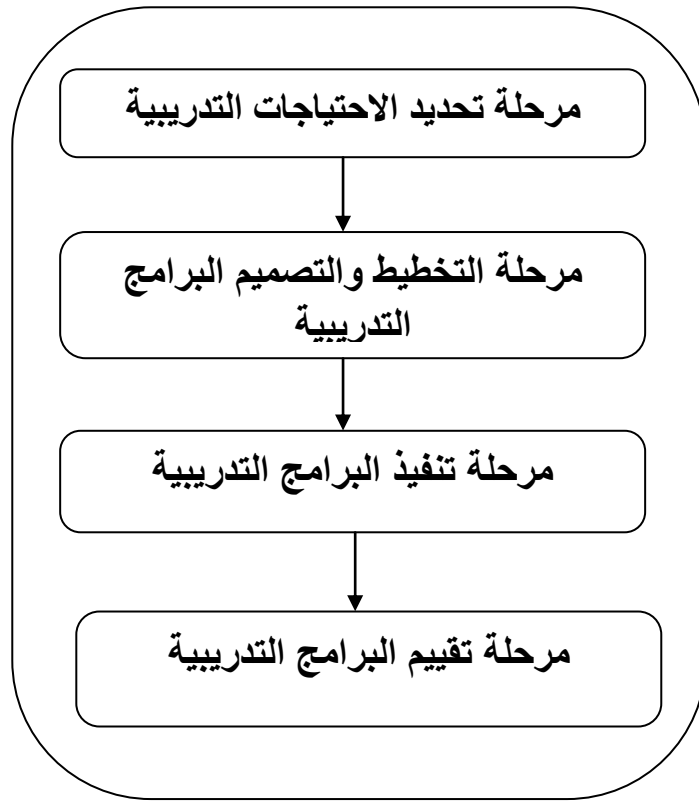 مرحلة تحديد الاحتياجات التدريبية
مرحلة التخطيط والتصميم البرامج
التدريبية
مرحلة تنفيذ البرامج التدريبية
مرحلة تقييم البرامج التدريبية